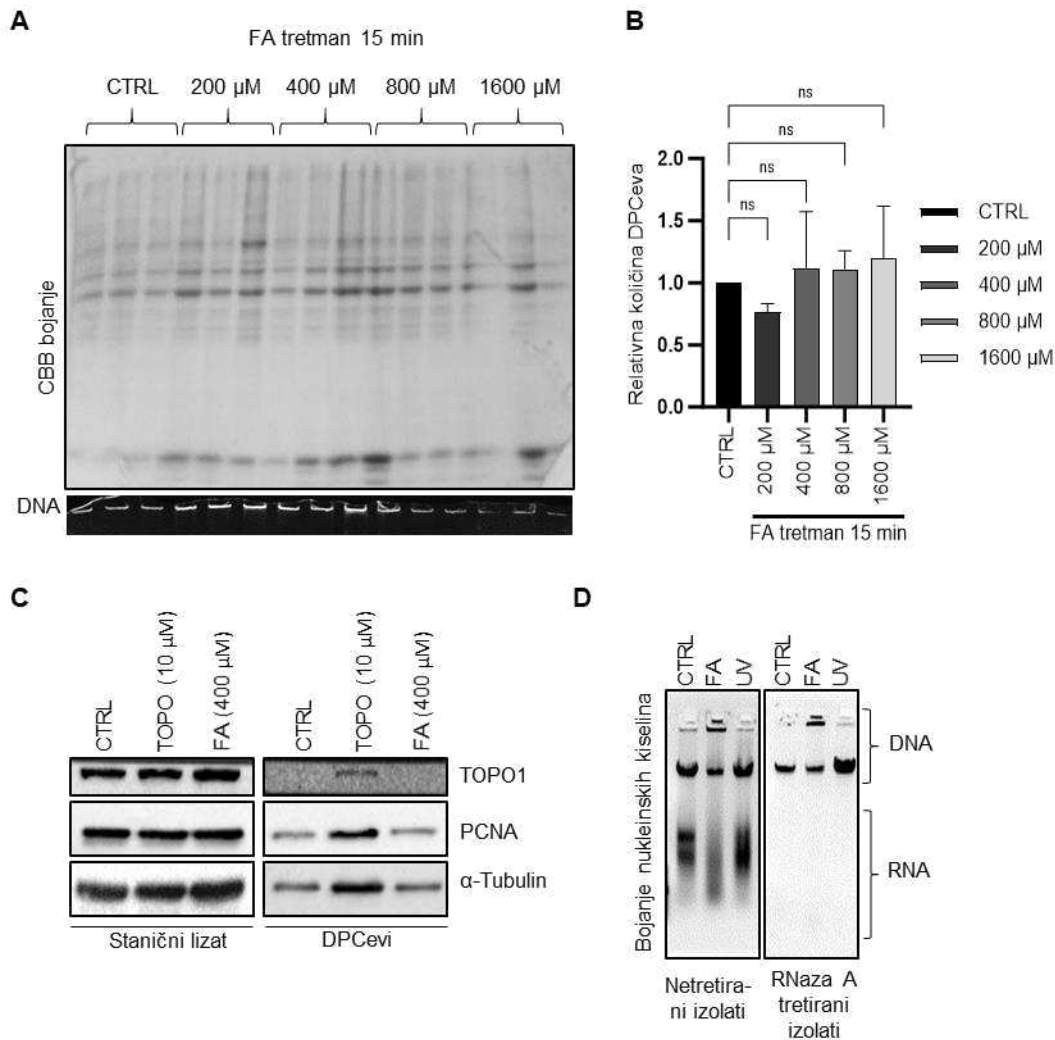 A
FA tretman 15 min
CTRL 200 µM 400 µM 800 µM 1600 µM
CBB bojanje
DNA
B
ns
ns
ns
ns
Relativna količina DPCeva
2.0
1.5
1.0
0.5
0.0
CTRL
200 µM
400 µM
800 µM
1600 µM
FA tretman 15 min
CTRL
200 µM
400 µM
800 µM
1600 µM
C
CTRL
TOPO (10 µM)
FA (400 µM)
CTRL
TOPO (10 µM)
FA (400 µM)
TOPO1
PCNA
α-Tubulin
Stanični lizat
DPCevi
D
CTRL
FA
UV
CTRL
FA
UV
Bojanje nukleinskih kiselina
DNA
RNA
Netretira-
ni izolati
RNaza A
tretirani
izolati